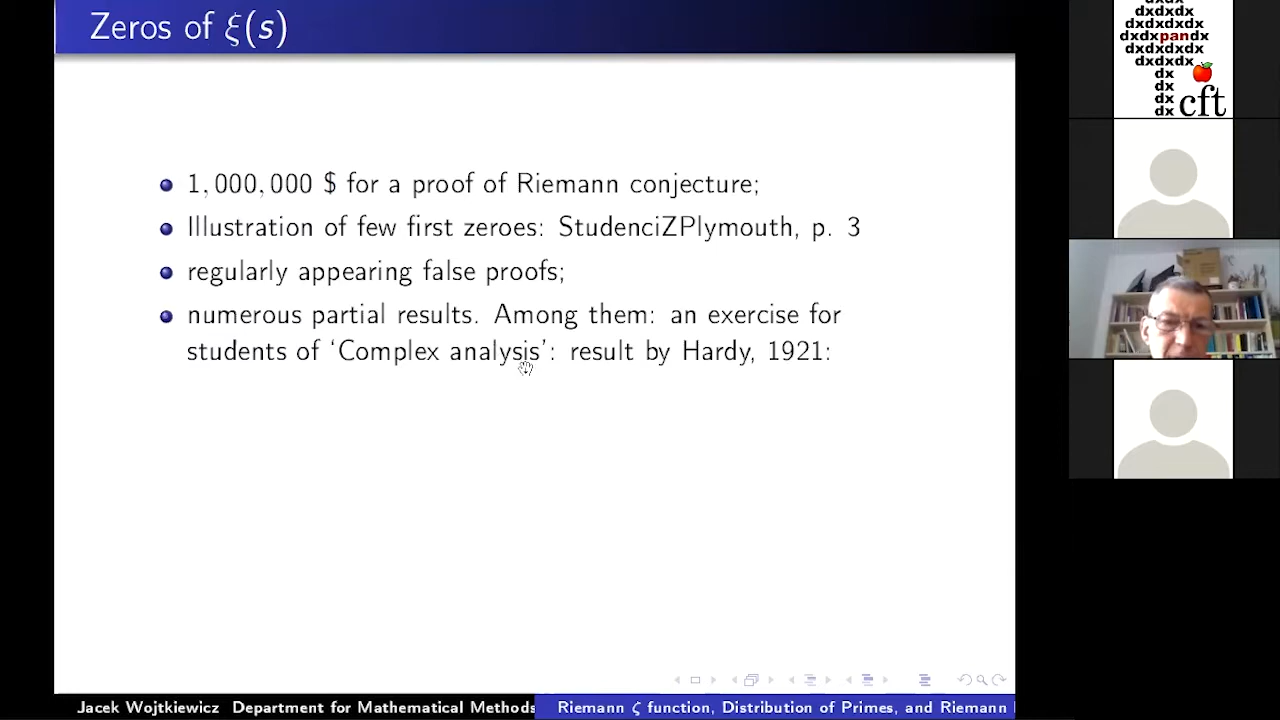 Zeros of ξ(s)
1,000,000 $ for a proof of Riemann conjecture;
Illustration of few first zeroes: StudenciZPlymouth, p. 3
regularly appearing false proofs;
numerous partial results. Among them: an exercise for
students of ‘Complex analysis’: result by Hardy, 1921:
Jacek Wojtkiewicz Department for Mathematical Methods
Riemann ζ function, Distribution of Primes, and Riemann
dxdxdx
dxdxdxdx
dxdxpandx
dxdxdxdx
dxdxdx
dx
dx
dx
dx
cft